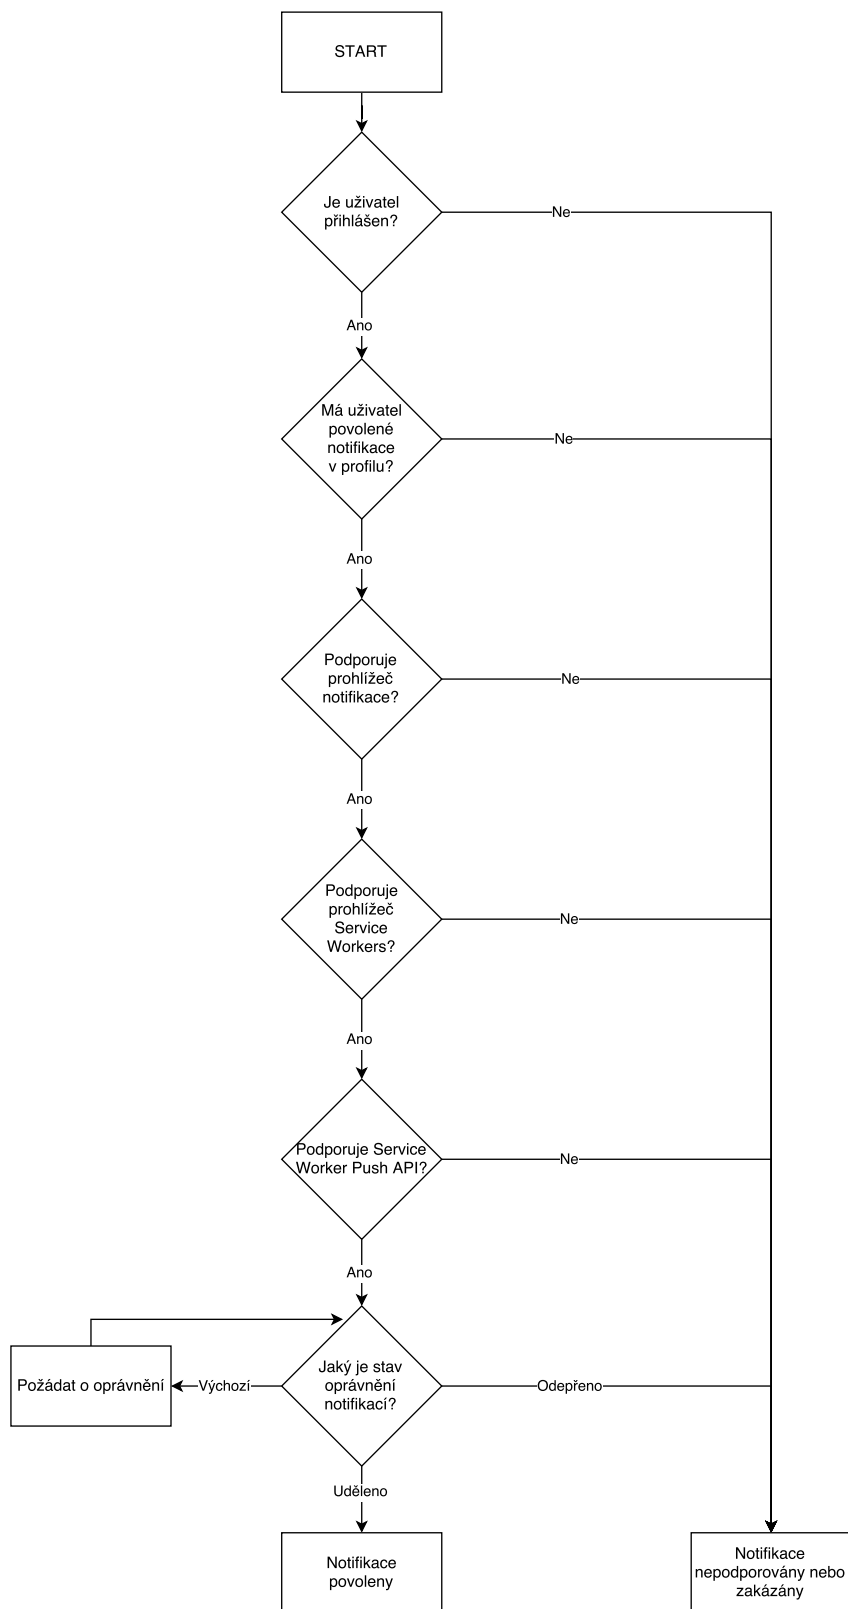 START
Je uživatel
přihlášen?
Ne
Ano
Má uživatel
povolené
notifikace
v profilu?
Ne
Ano
Podporuje
prohlížeč
notifikace?
Ne
Ano
Podporuje
prohlížeč
Service
Workers?
Ne
Ano
Podporuje Service
Worker Push API?
Ne
Ano
Požádat o oprávnění
Výchozí
Jaký je stav
oprávnění
notifikací?
Odepřeno
Uděleno
Notifikace
povoleny
Notifikace
nepodporovány nebo
zakázány